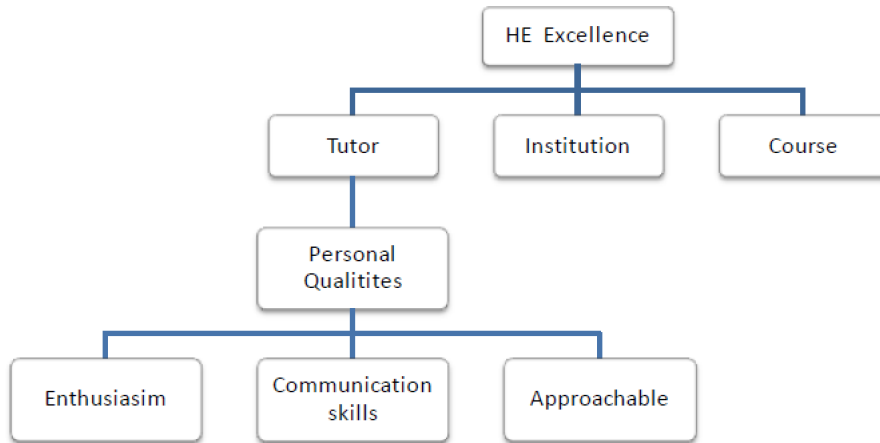 HE Excellence
Tutor
Institution
Course
Personal
Qualitites
Enthusiasim
Communication
skills
Approachable